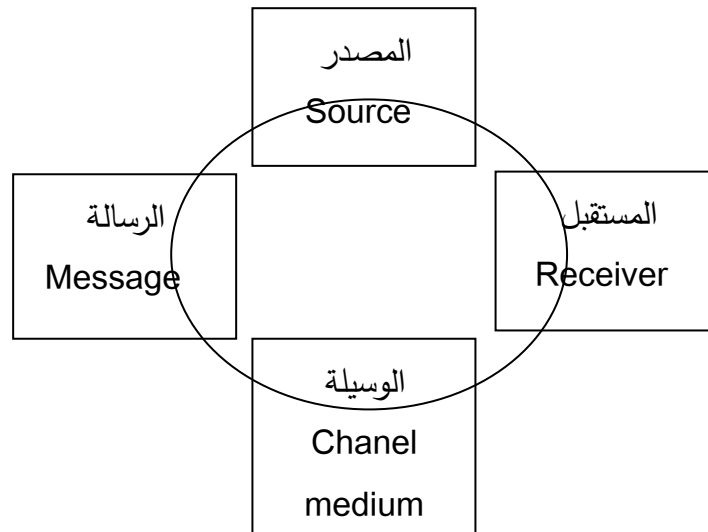 المصدر
Source
الرسالة
Message
المستقبل
Receiver
الوسيلة
Chanel
medium